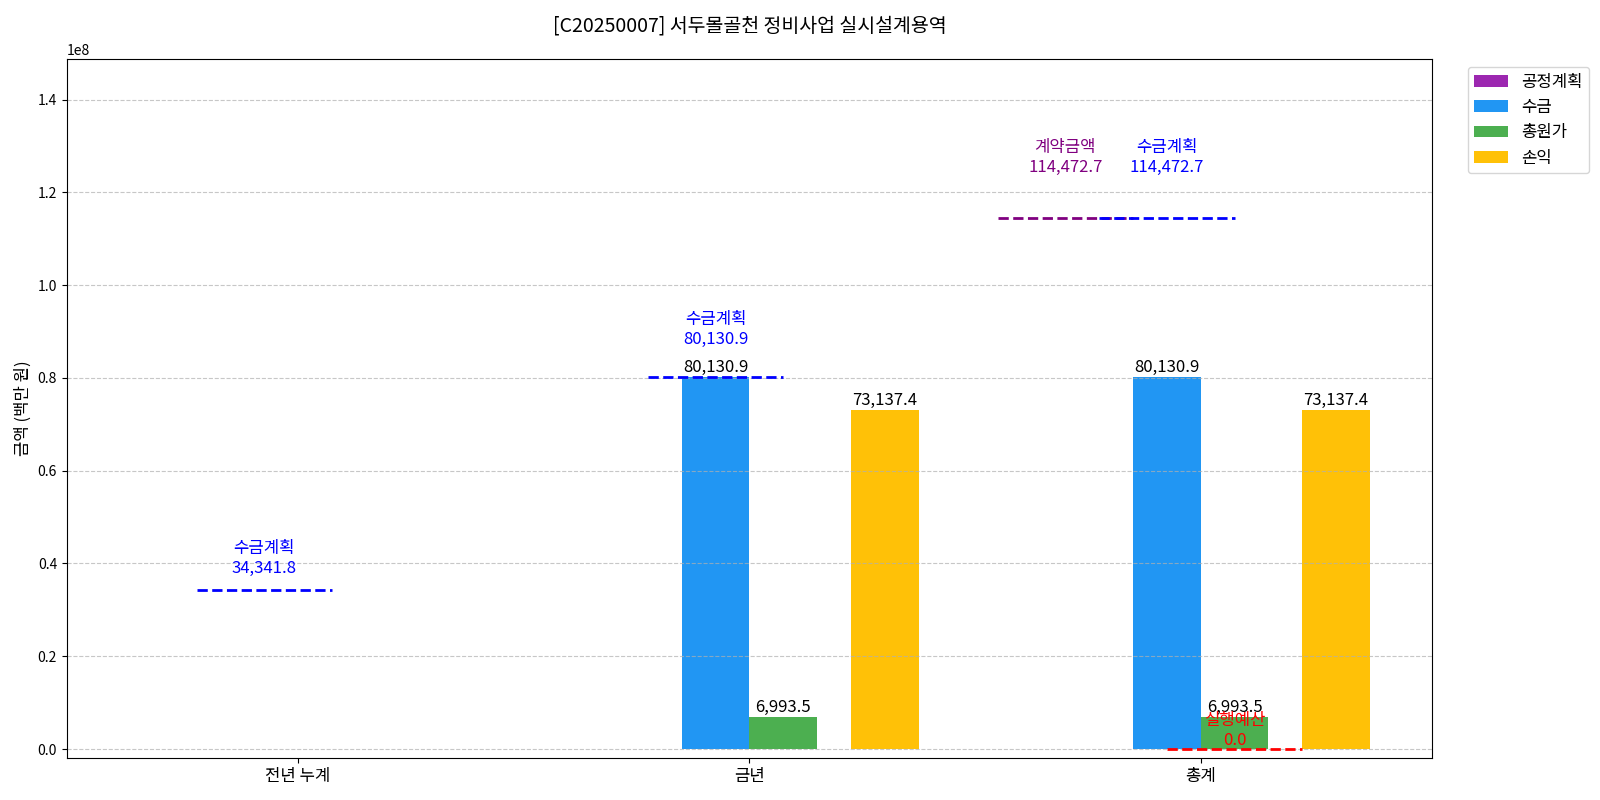 [C20250007] 서두몰골천 정비사업 실시설계용역
1e8
1.4
1.2
1.0
0.8
0.6
0.4
0.2
0.0
금액 (백만 원)
공정계획
수금
총원가
손익
계약금액
114,472.7
수금계획
114,472.7
수금계획
80,130.9
80,130.9
80,130.9
73,137.4
73,137.4
수금계획
34,341.8
6,993.5
6,993.5
실행예산
0.0
전년 누계
금년
총계